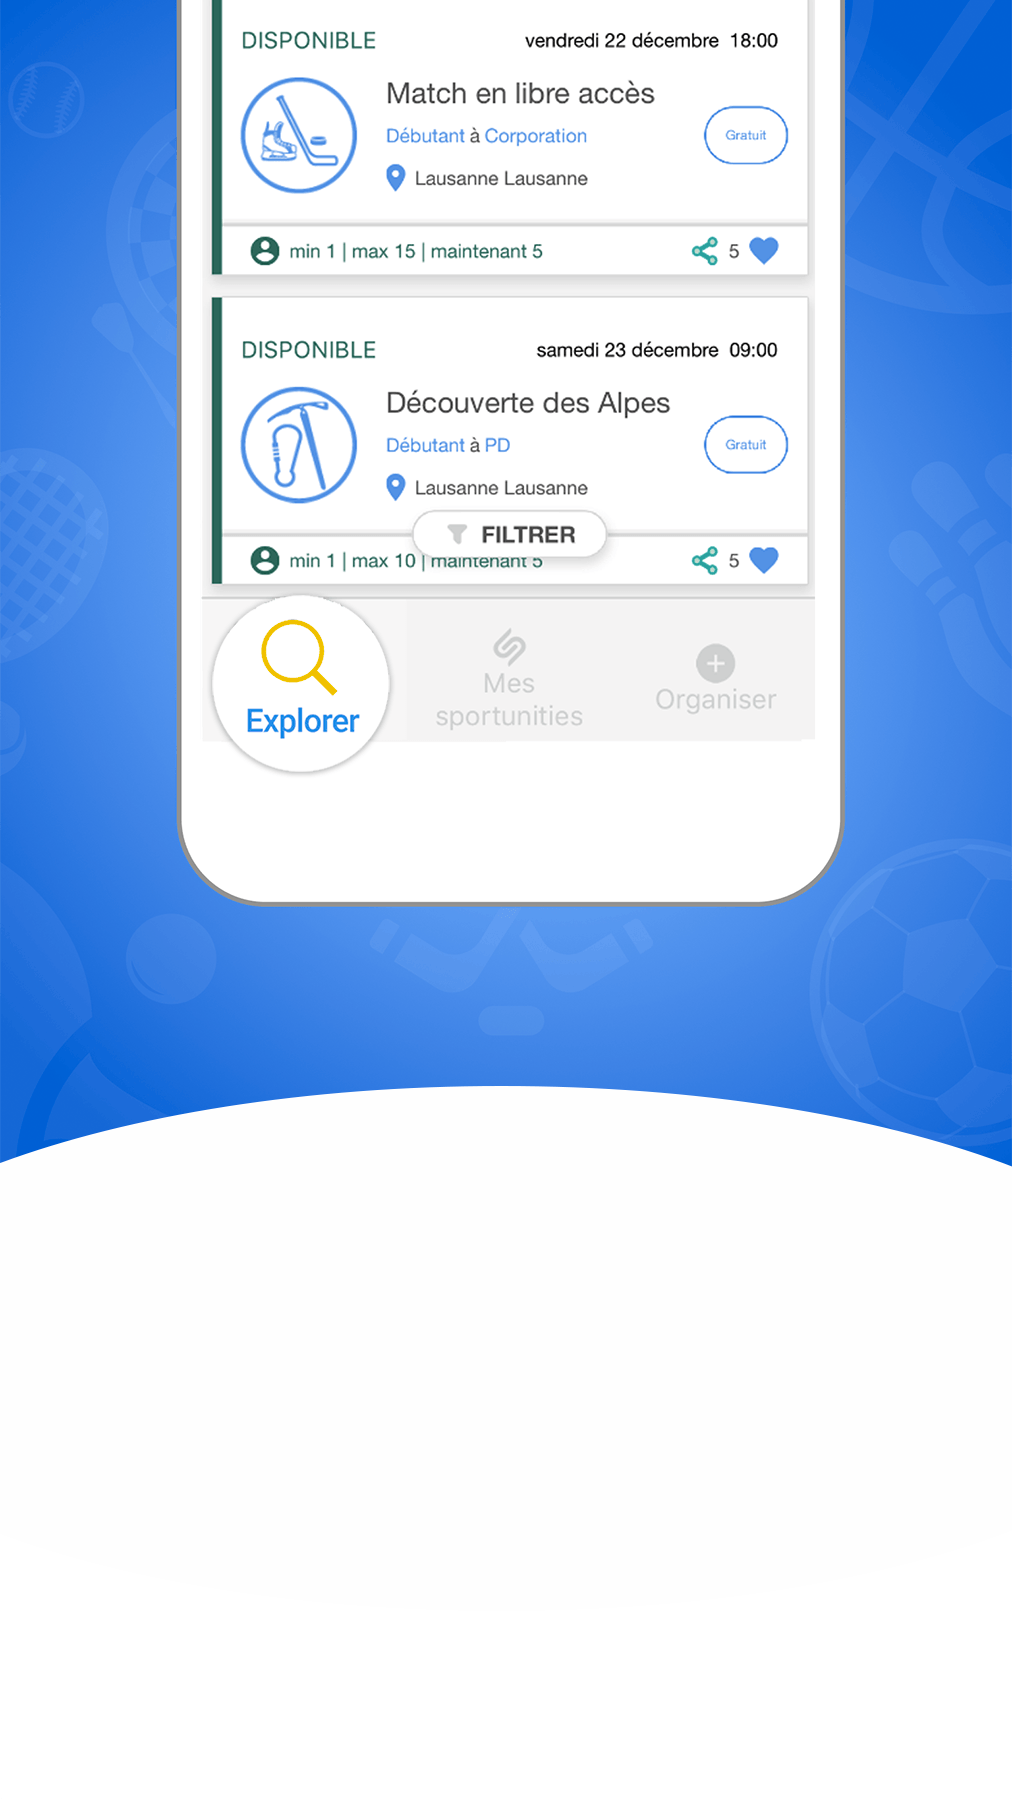 DISPONIBLE vendredi 22 décembre 18:00
Match en libre accès
Débutant à Corporation
Gratuit
Lausanne Lausanne
min 1 | max 15 | maintenant 5 5
DISPONIBLE samedi 23 décembre 09:00
Découverte des Alpes
Débutant à PD
Gratuit
Lausanne Lausanne
FILTRER
min 1 | max 10 | maintenant 5 5
Explorer
Mes
sportunities
Organiser